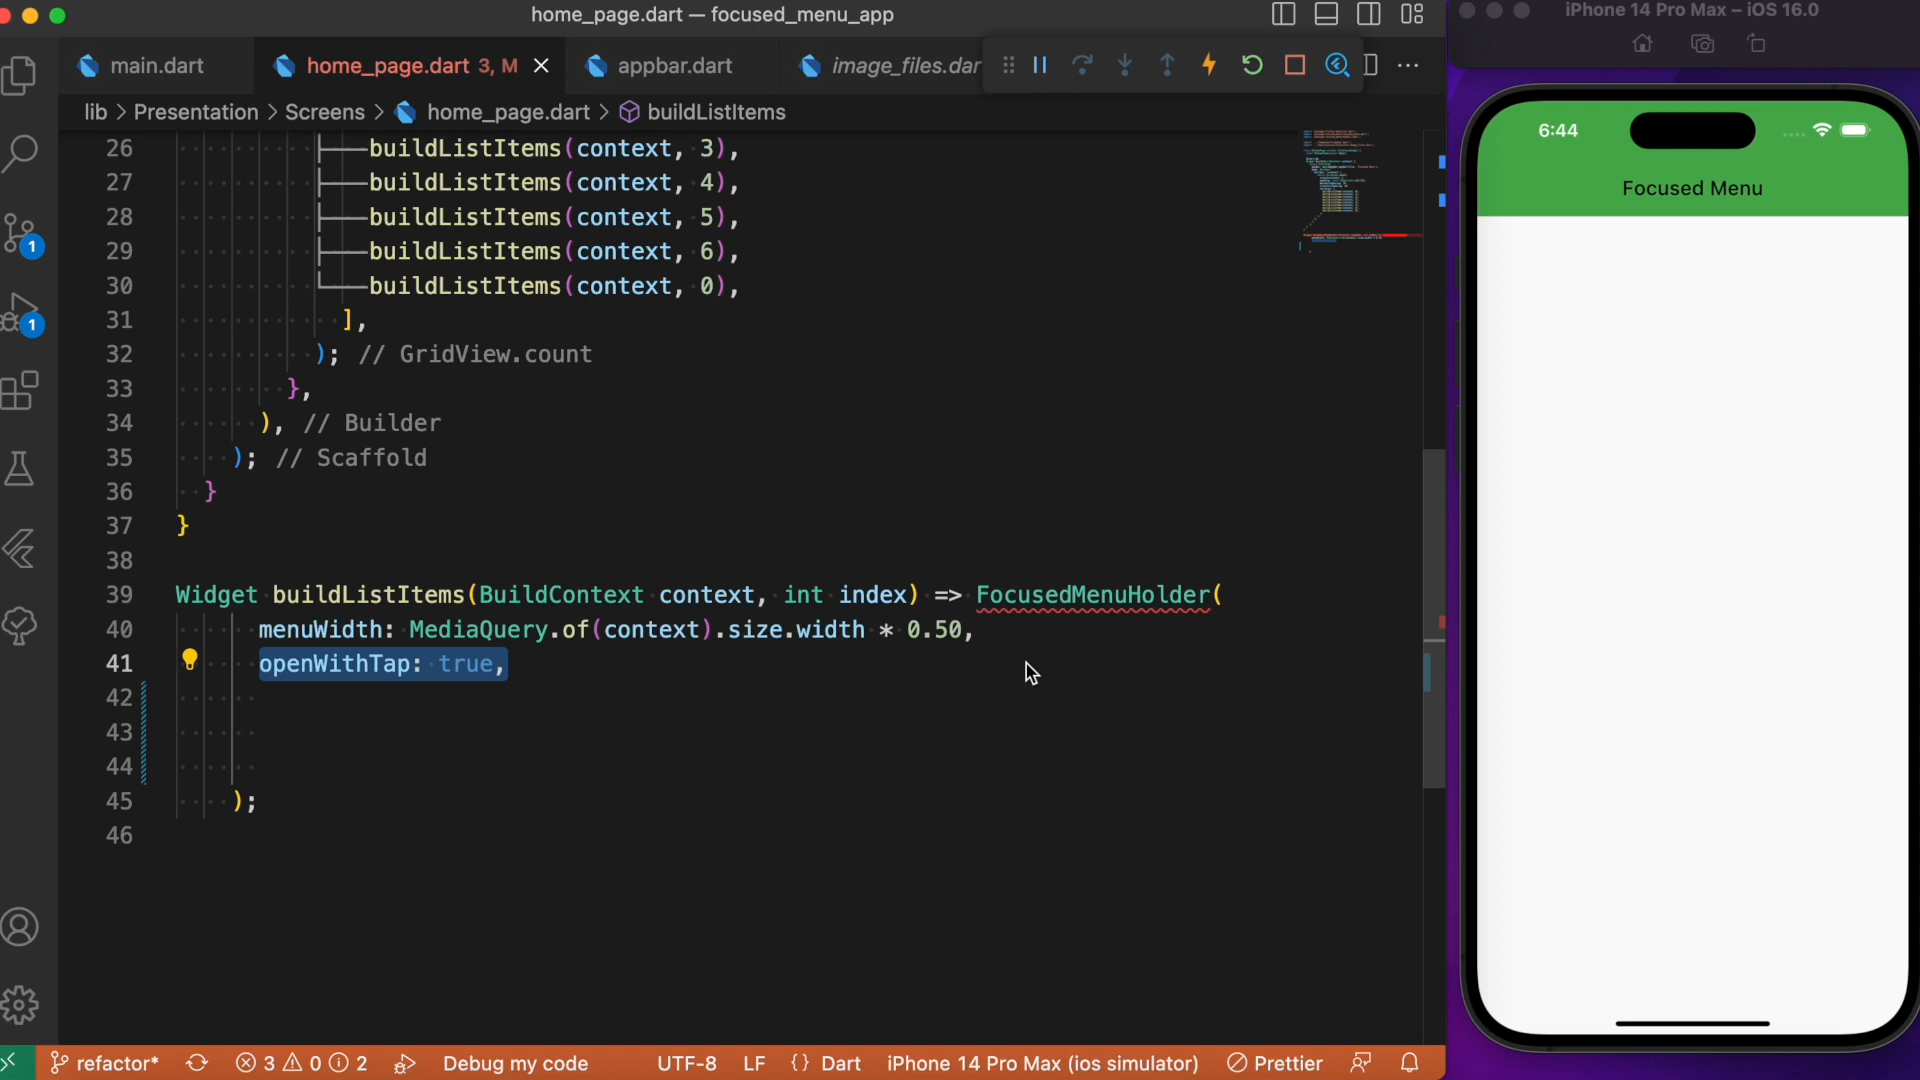 home_page.dart — focused_menu_app
iPhone 14 Pro Max – iOS 16.0
main.dart
home_page.dart 3, M
appbar.dart
image_files.dar
lib > Presentation > Screens > home_page.dart > buildListItems
26 buildListItems(context, 3),
27 buildListItems(context, 4),
28 buildListItems(context, 5),
29 buildListItems(context, 6),
30 buildListItems(context, 0),
31 ],
32 ); // GridView.count
33 },
34 ), // Builder
35 ); // Scaffold
36 }
37 }
38
39 Widget buildListItems(BuildContext context, int index) => FocusedMenuHolder(
40 menuWidth: MediaQuery.of(context).size.width * 0.50,
41 openWithTap: true,
42
43
44
45 );
46
1
1
6:44
Focused Menu
refactor* 3 0 2 Debug my code UTF-8 LF {} Dart iPhone 14 Pro Max (ios simulator) Prettier